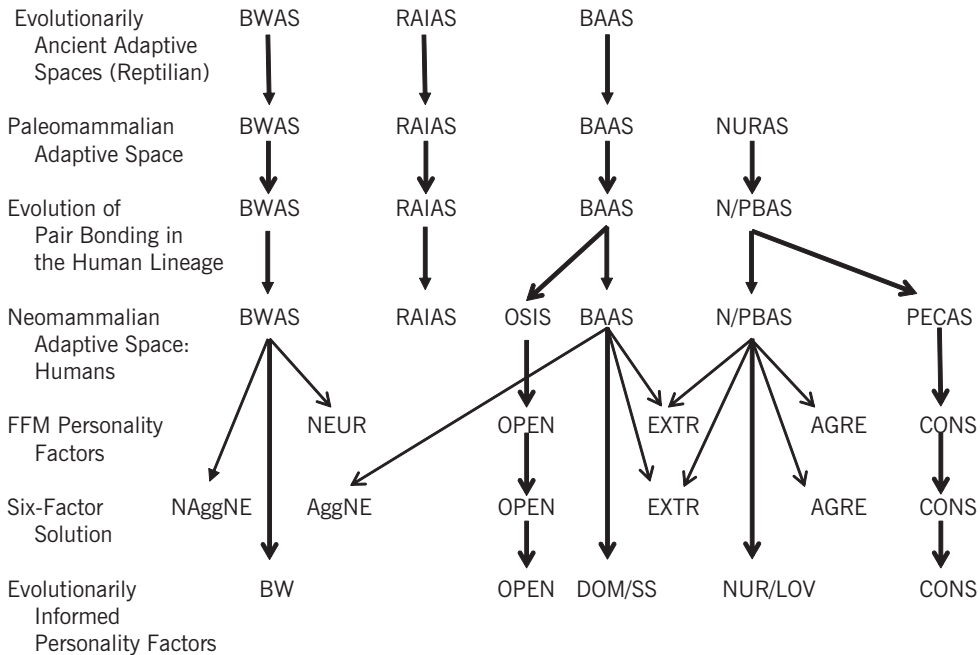 Evolutionarily BWAS RAIAS BAAS
Ancient Adaptive
Spaces (Reptilian)
Paleomammalian BWAS RAIAS BAAS NURAS
Adaptive Space
Evolution of BWAS RAIAS BAAS N/PBAS
Pair Bonding in
the Human Lineage
Neomammalian BWAS RAIAS OSIS BAAS N/PBAS PECAS
Adaptive Space:
Humans
FFM Personality NEUR OPEN EXTR AGRE CONS
Factors
Six-Factor NAggNE AggNE OPEN EXTR AGRE CONS
Solution
Evolutionarily BW OPEN DOM/SS NUR/LOV CONS
Informed
Personality Factors